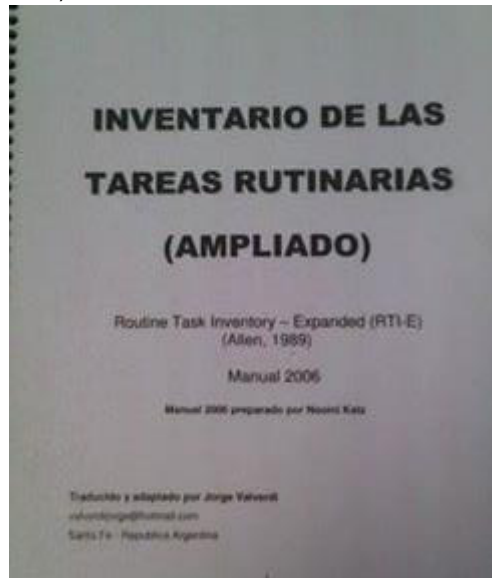 INVENTARIO DE LAS
TAREAS RUTINARIAS
(AMPLIADO)
Routine Task Inventory – Expanded (RTI-E)
(Allen, 1989)
Manual 2006
Manual 2006 preparado por Noomi Katz
Traducido y adaptado por Jorge Valverdi
Santa Fe - República Argentina